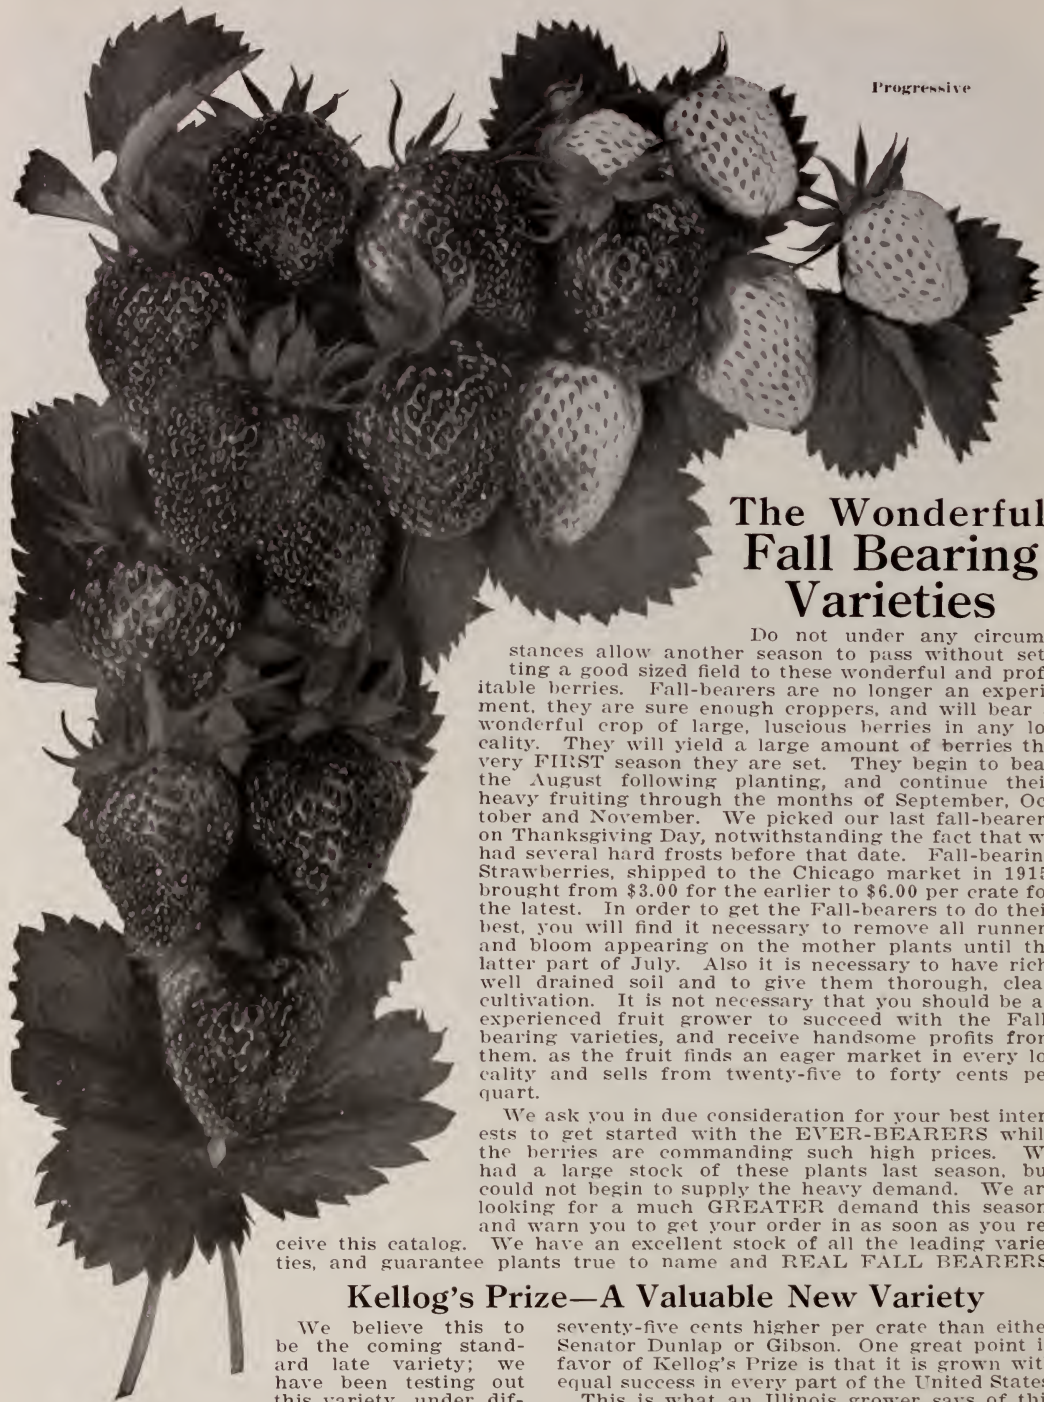 Progressive
The Wonderful
Fall Bearing
Varieties
Do not under any circum
stances allow another season to pass without set
ting a good sized field to these wonderful and prof
itable berries. Fall-bearers are no longer an experi
ment, they are sure enough croppers, and will bear
wonderful crop of large, luscious berries in any lo
cality. They will yield a large amount of berries th
very FIRST season they are set. They begin to bea
the August following planting, and continue thei
heavy fruiting through the months of September, Oc
tober and November. We picked our last fall-bearer
on Thanksgiving Day, notwithstanding the fact that w
had several hard frosts before that date. Fall-bearin
Strawberries, shipped to the Chicago market in 1915
brought from $3.00 for the earlier to $6.00 per crate fo
the latest. In order to get the Fall-bearers to do thei
best, you will find it necessary to remove all runner
and bloom appearing on the mother plants until th
latter part of July. Also it is necessary to have rich
well drained soil and to give them thorough, clea
cultivation. It is not necessary that you should be a
experienced fruit grower to succeed with the Fall
bearing varieties, and receive handsome profits from
them, as the fruit finds an eager market in every lo
cality and sells from twenty-five to forty cents pe
quart.
We ask you in due consideration for your best inter
ests to get started with the EVER-BEARERS whil
the berries are commanding such high prices. W
had a large stock of these plants last season, bu
could not begin to supply the heavy demand. We ar
looking for a much GREATER demand this season
and warn you to get your order in as soon as you re
ceive this catalog. We have an excellent stock of all the leading varie
ties, and guarantee plants true to name and REAL FALL BEARERS
Kellog's Prize—A Valuable New Variety
We believe this to
be the coming stand-
ard late variety; we
have been testing out
this variety under dif-
seventy-five cents higher per crate than eithe
Senator Dunlap or Gibson. One great point i
favor of Kellog's Prize is that it is grown wit
equal success in every part of the United States
This is what an Illinois grower says of thi